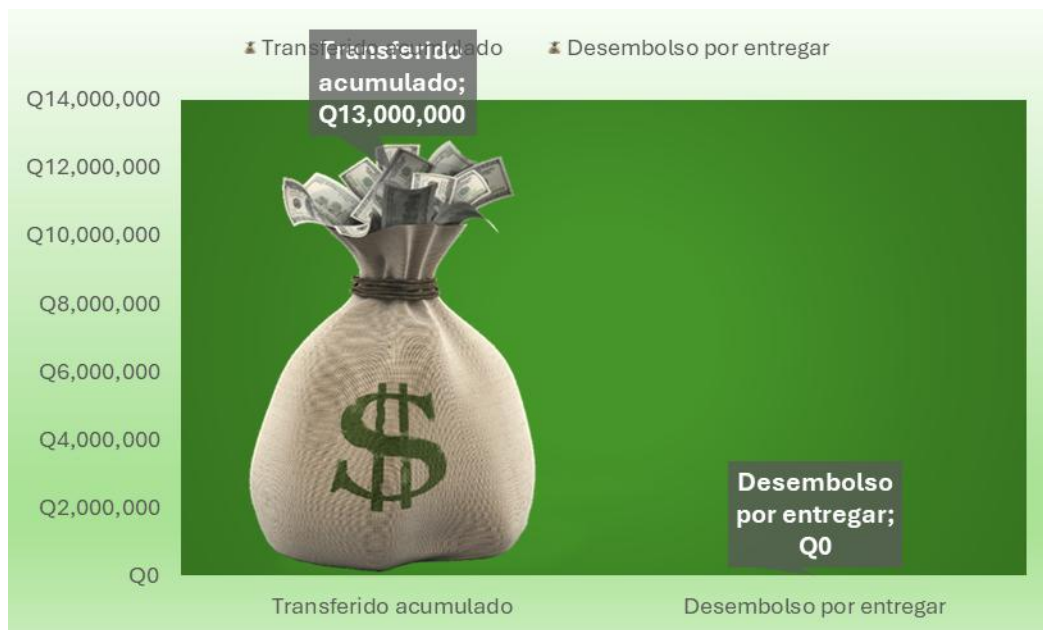 Transferido acumulado
Desembolso por entregar
Transferido
acumulado;
Q13,000,000
Q14,000,000
Q12,000,000
Q10,000,000
Q8,000,000
Q6,000,000
Q4,000,000
Q2,000,000
Q0
$
Desembolso
por entregar;
Q0
Transferido acumulado
Desembolso por entregar